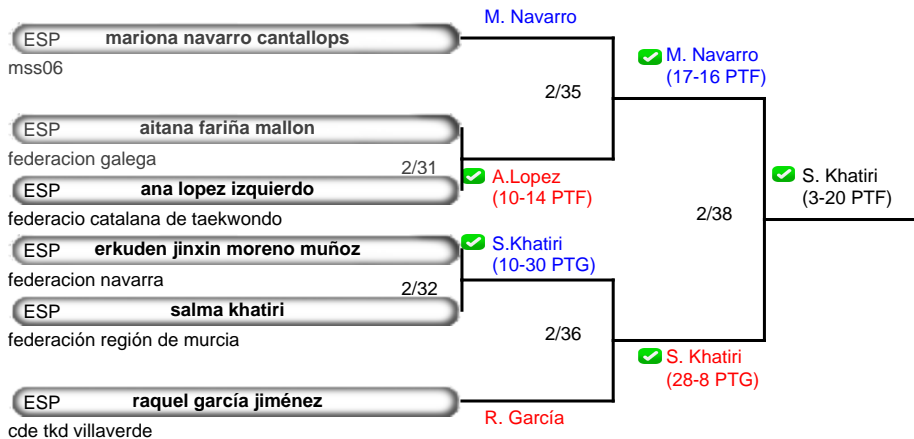 M. Navarro
ESP mariona navarro cantallops
mss06
M. Navarro
(17-16 PTF)
2/35
ESP aitana fariña mallon
federacion galega
2/31
A.Lopez
(10-14 PTF)
ESP ana lopez izquierdo
federacio catalana de taekwondo
S. Khatiri
(3-20 PTF)
2/38
ESP erkuden jinxin moreno muñoz
federacion navarra
S.Khatiri
(10-30 PTG)
2/32
ESP salma khatiri
federación región de murcia
2/36
S. Khatiri
(28-8 PTG)
ESP raquel garcía jiménez
cde tkd villaverde
R. García